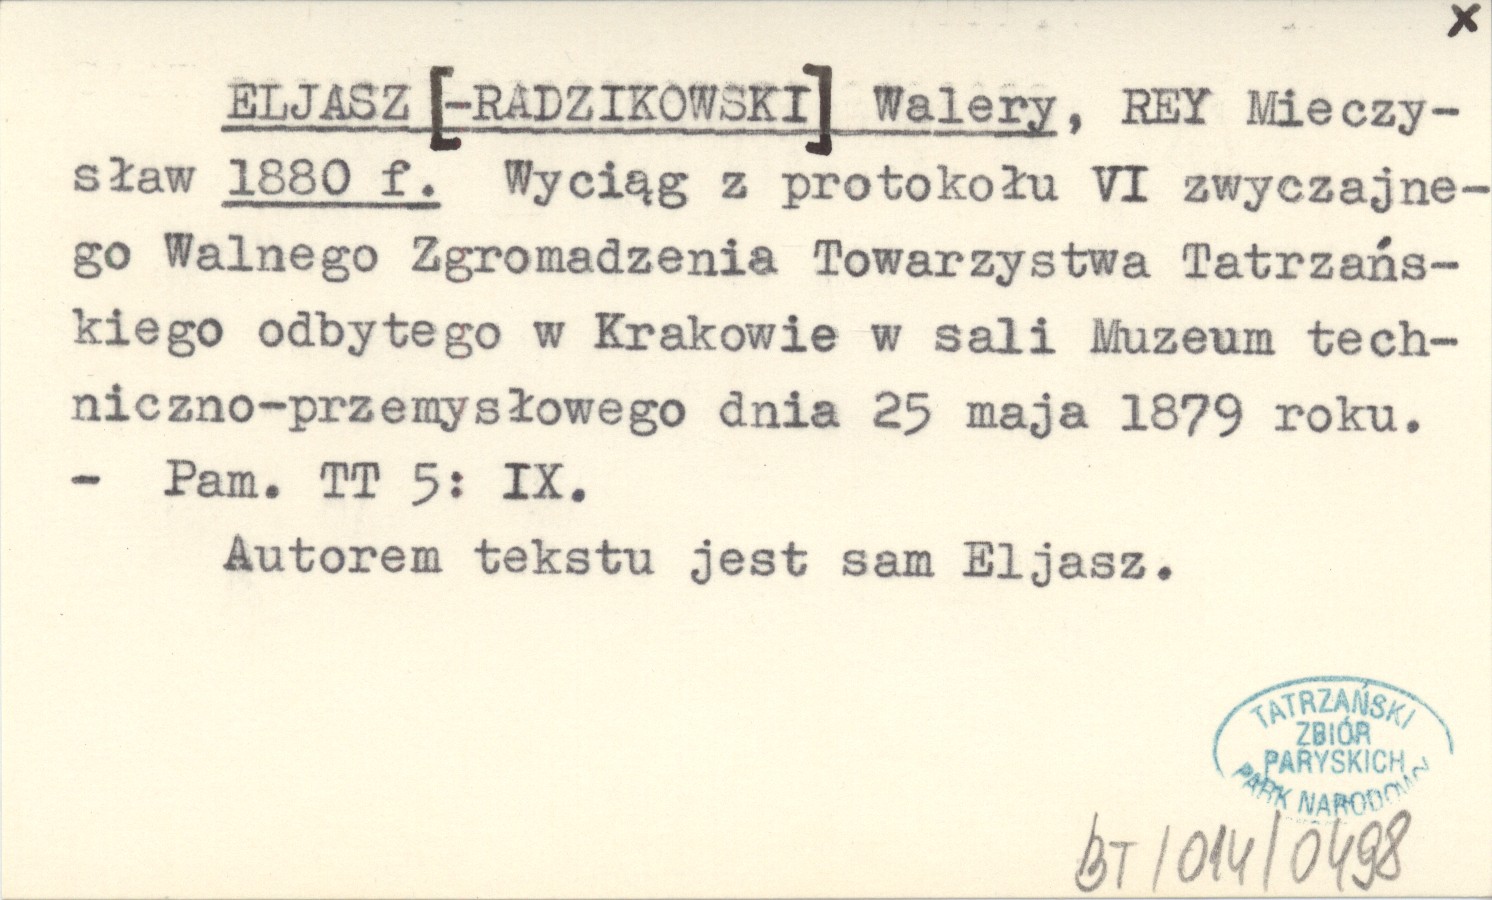 x
ELJASZ [-RADZIKOWSKI] Walery, REY Mieczy-
sław 1880 f. Wyciąg z protokołu VI zwyczajne-
go Walnego Zgromadzenia Towarzystwa Tatrzańs-
kiego odbytego w Krakowie w sali Muzeum tech-
niczno-przemysłowego dnia 25 maja 1879 roku.
- Pam. TT 5: IX.
Autorem tekstu jest sam Eljasz.
TATRZAŃSKI
ZBIÓR
PARYSKICH
PARK NARODOWY
BT/014/0498